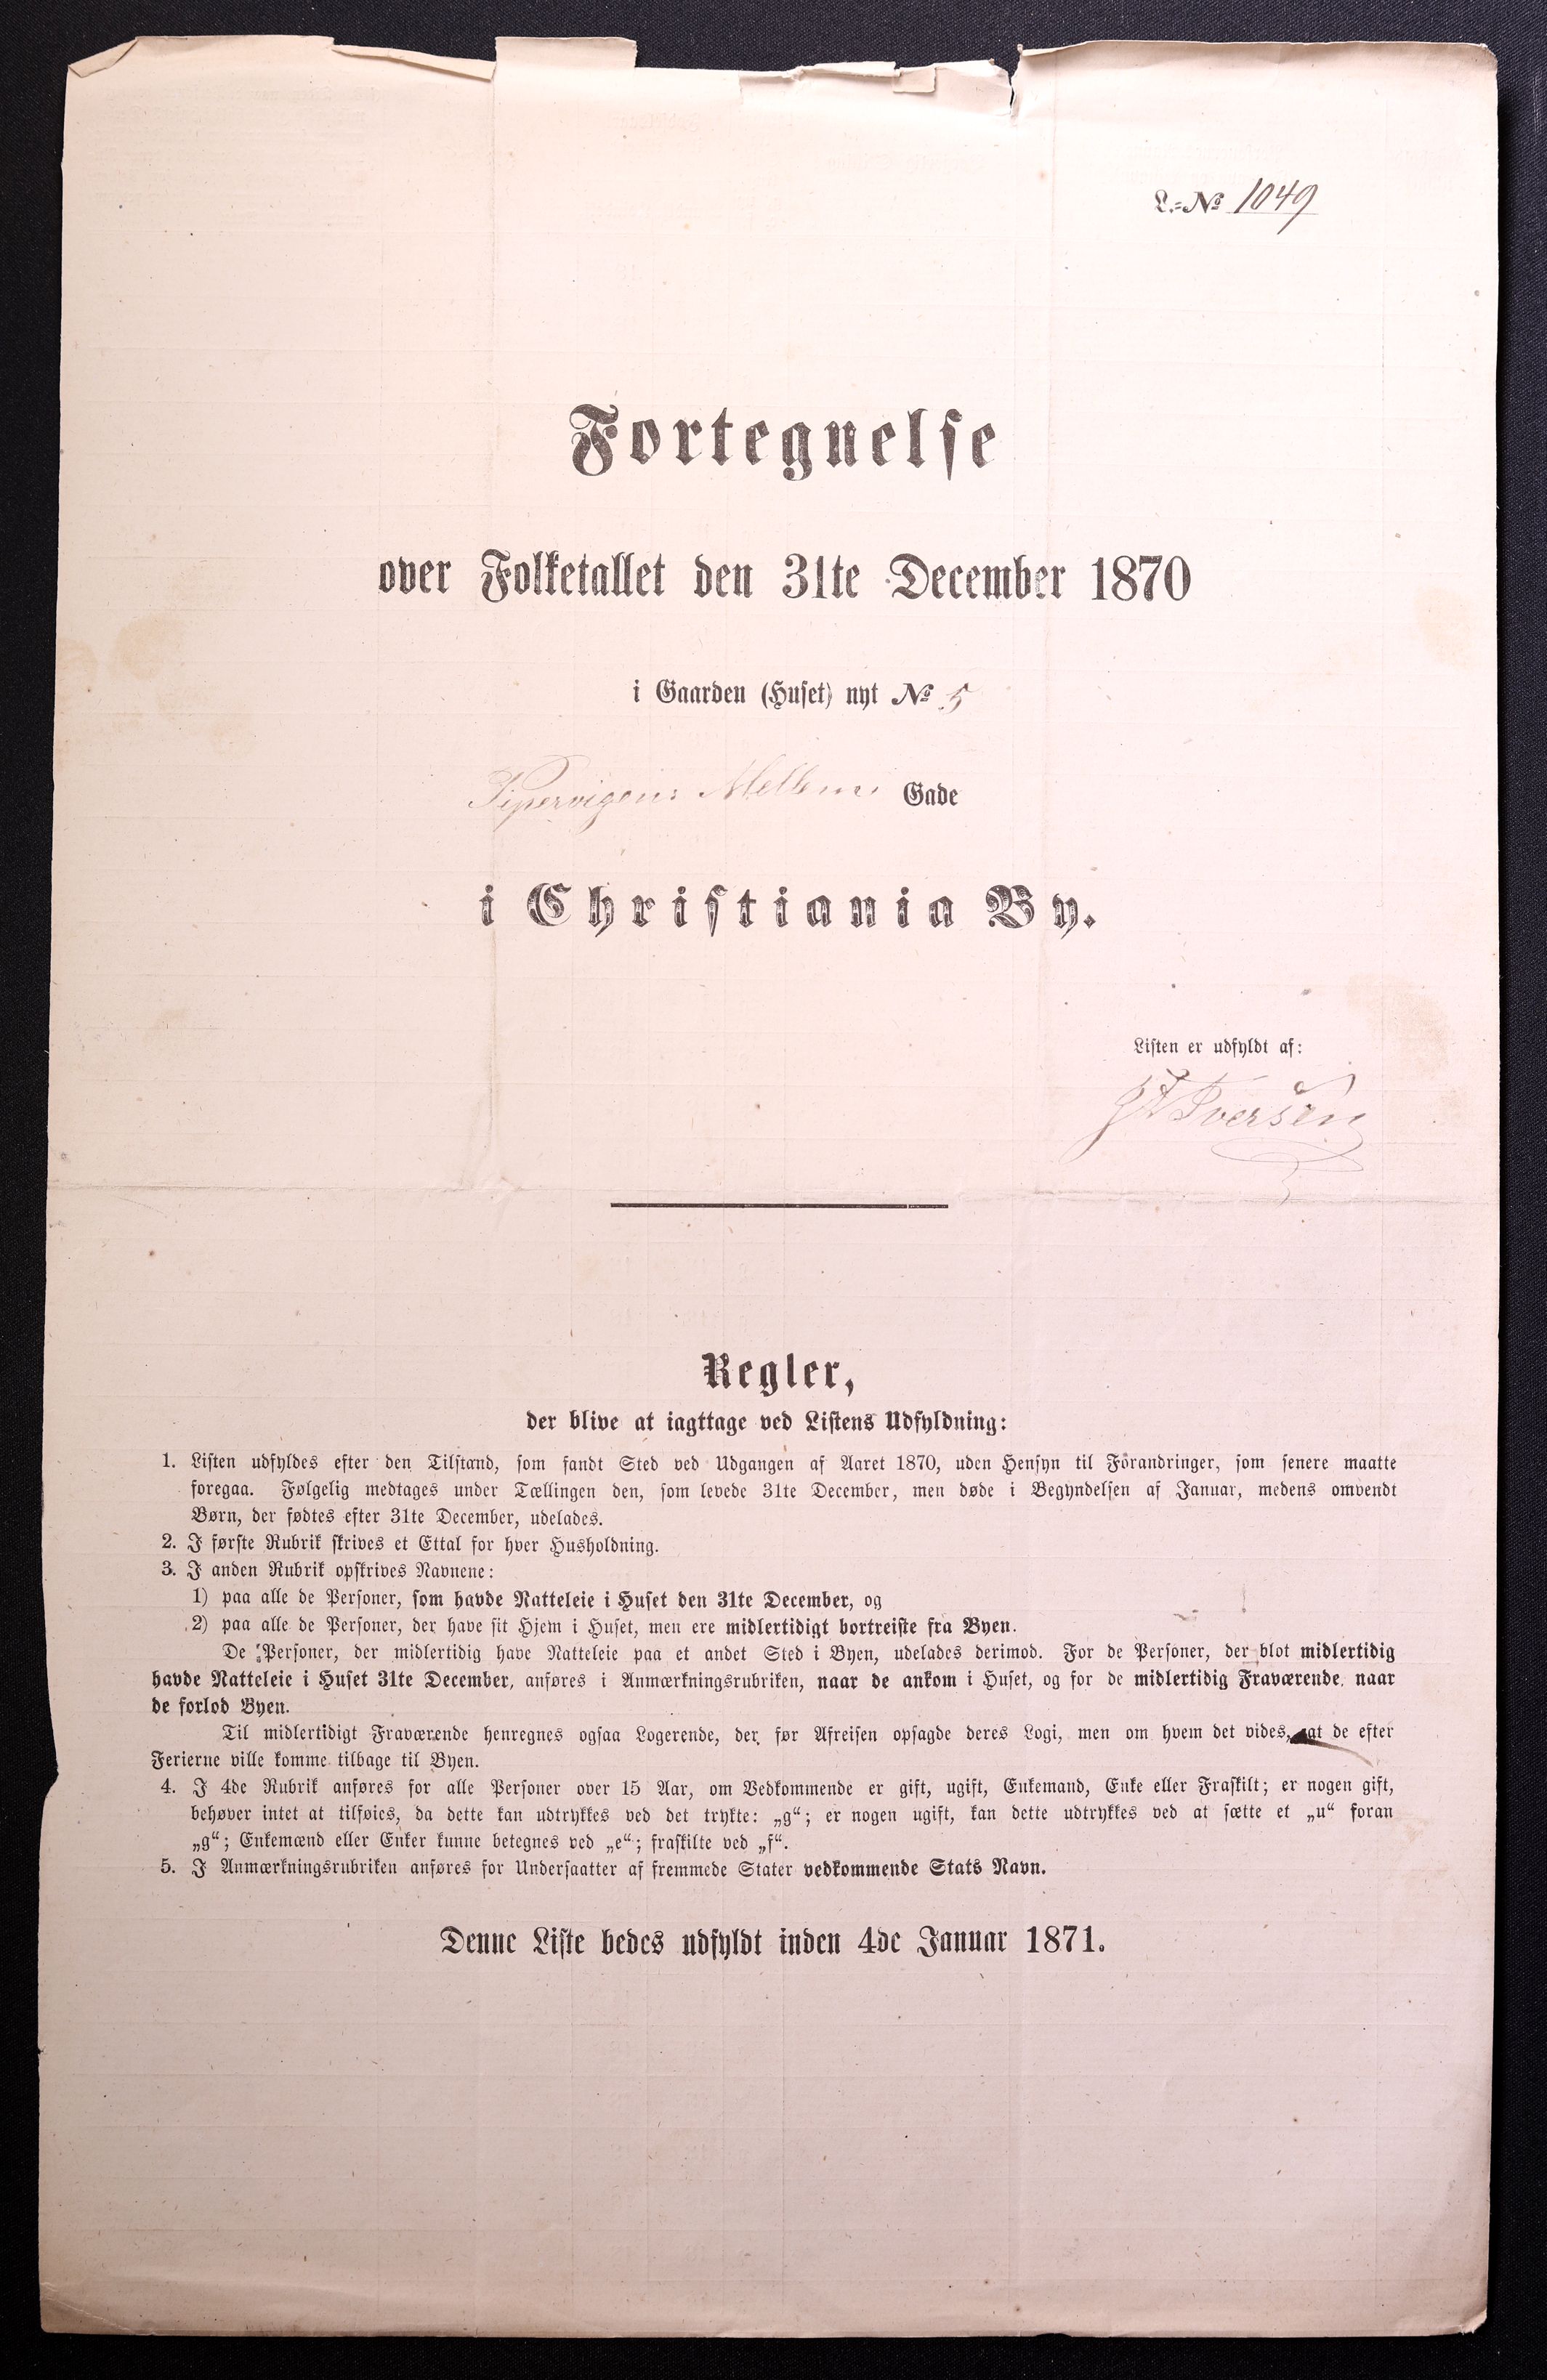 L.=№ 1049
Fortegnelse
over Folketallet den 31te December 1870
i Gaarden (Huset) nyt № 5
Pipervigens Mellem Gade
i Christiania By.
Listen er udfyldt af:
Iversen
Regler,
der blive at iagttage ved Listens Udfyldning:
1. Listen udfyldes efter den Tilstand, som fandt Sted ved Udgangen af Aaret 1870, uden Hensyn til Forandringer, som senere maatte
foregaa. Følgelig medtages under Tællingen den, som levede 31te December, men døde i Begyndelsen af Januar, medens omvendt
Børn, der fødtes efter 31te December, udelades.
2. I første Rubrik skrives et Ettal for hver Husholdning.
3. I anden Rubrik opskrives Navnene:
1) paa alle de Personer, som havde Natteleie i Huset den 31te December, og
2) paa alle de Personer, der have sit Hjem i Huset, men ere midlertidigt bortreiste fra Byen.
De Personer, der midlertidig have Natteleie paa et andet Sted i Byen, udelades derimod. For de Personer, der blot midlertidig
havde Natteleie i Huset 31te December, anføres i Anmærkningsrubriken, naar de ankom i Huset, og for de midlertidig Fraværende, naar
de forlod Byen.
Til midlertidigt Fraværende henregnes ogsaa Logerende, der før Afreisen opsagde deres Logi, men om hvem det vides, at de efter
Ferierne ville komme tilbage til Byen.
4. I 4de Rubrik anføres for alle Personer over 15 Aar, om Vedkommende er gift, ugift, Enkemand, Enke eller Fraskilt; er nogen gift,
behøver intet at tilføies, da dette kan udtrykkes ved det trykte: „g“; er nogen ugift, kan dette udtrykkes ved at sætte et „u“ foran
„g“; Enkemænd eller Enker kunne betegnes ved „e“; fraskilte ved „f“.
5. I Anmærkningsrubriken anføres for Undersaatter af fremmede Stater vedkommende Stats Navn.
Denne Liste bedes udfyldt inden 4de Januar 1871.